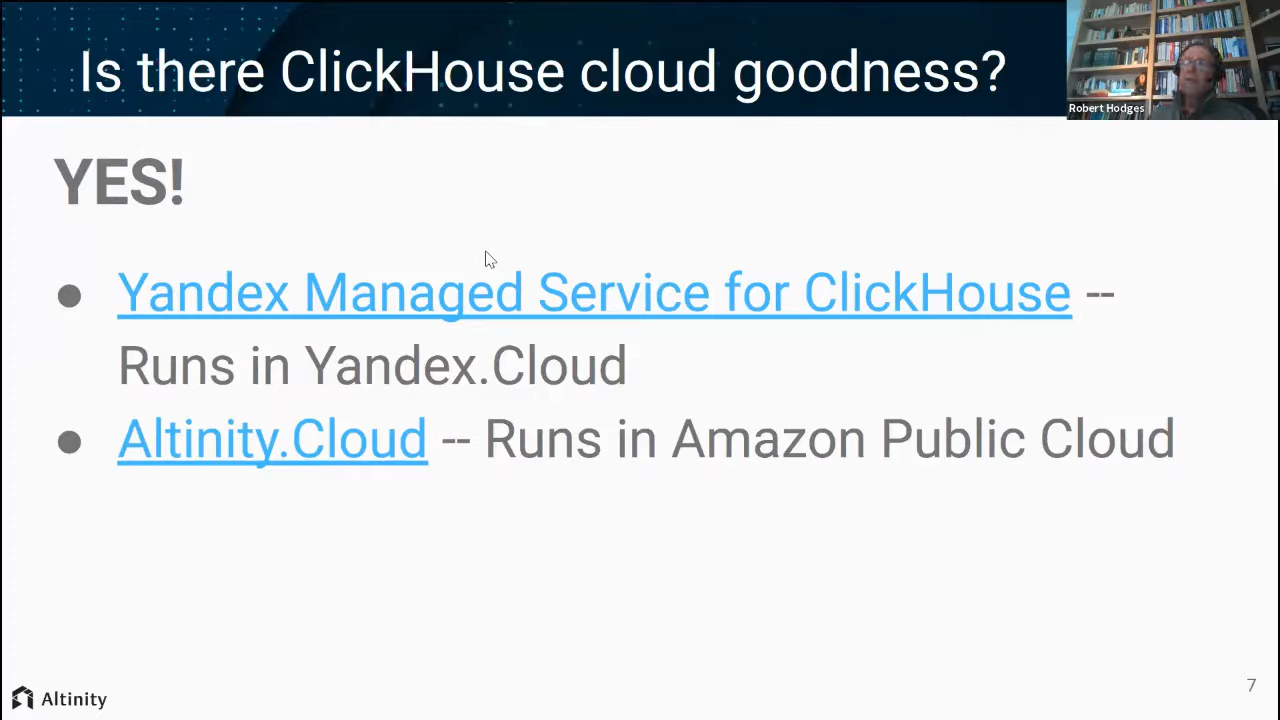 Is there ClickHouse cloud goodness?
Robert Hodges
YES!
● Yandex Managed Service for ClickHouse --
Runs in Yandex.Cloud
● Altinity.Cloud -- Runs in Amazon Public Cloud
Altinity
7